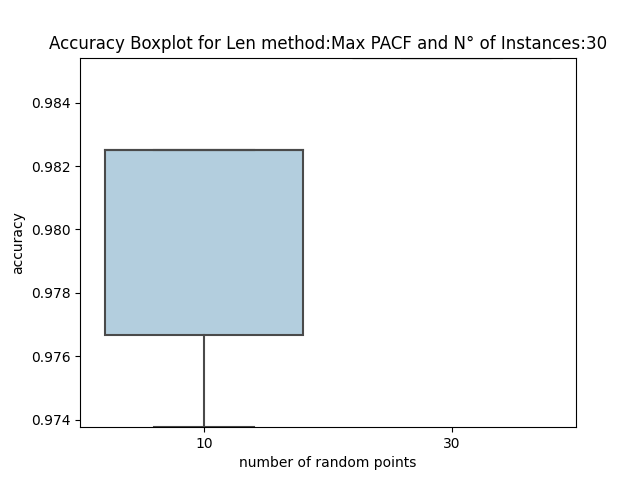 Accuracy Boxplot for Len method:Max PACF and N° of Instances:30
0.984
0.982
0.980
0.978
0.976
0.974
accuracy
10 30
number of random points